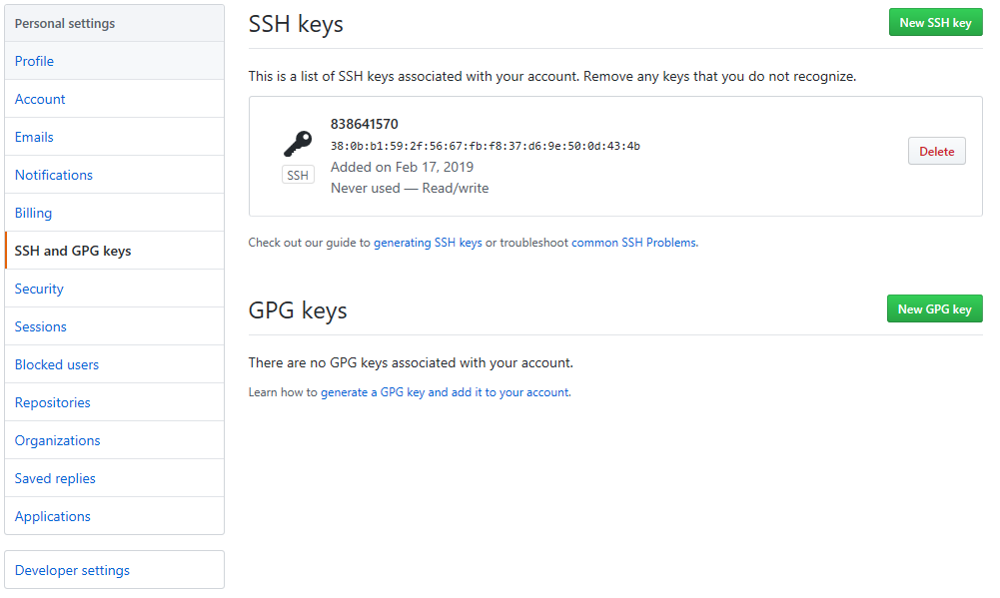 Personal settings
Profile
Account
Emails
Notifications
Billing
SSH and GPG keys
Security
Sessions
Blocked users
Repositories
Organizations
Saved replies
Applications
Developer settings
SSH keys
New SSH key
This is a list of SSH keys associated with your account. Remove any keys that you do not recognize.
838641570
38:0b:b1:59:2f:56:67:fb:f8:37:d6:9e:50:0d:43:4b
SSH
Added on Feb 17, 2019
Never used — Read/write
Delete
Check out our guide to generating SSH keys or troubleshoot common SSH Problems.
GPG keys
New GPG key
There are no GPG keys associated with your account.
Learn how to generate a GPG key and add it to your account.